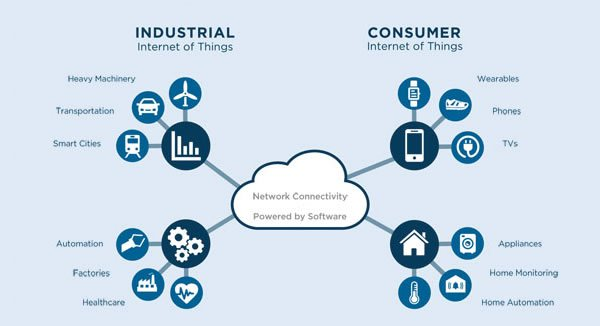 INDUSTRIAL
Internet of Things
CONSUMER
Internet of Things
Heavy Machinery
Transportation
Smart Cities
Wearables
Phones
TVs
Network Connectivity
Powered by Software
Automation
Factories
Healthcare
Appliances
Home Monitoring
Home Automation